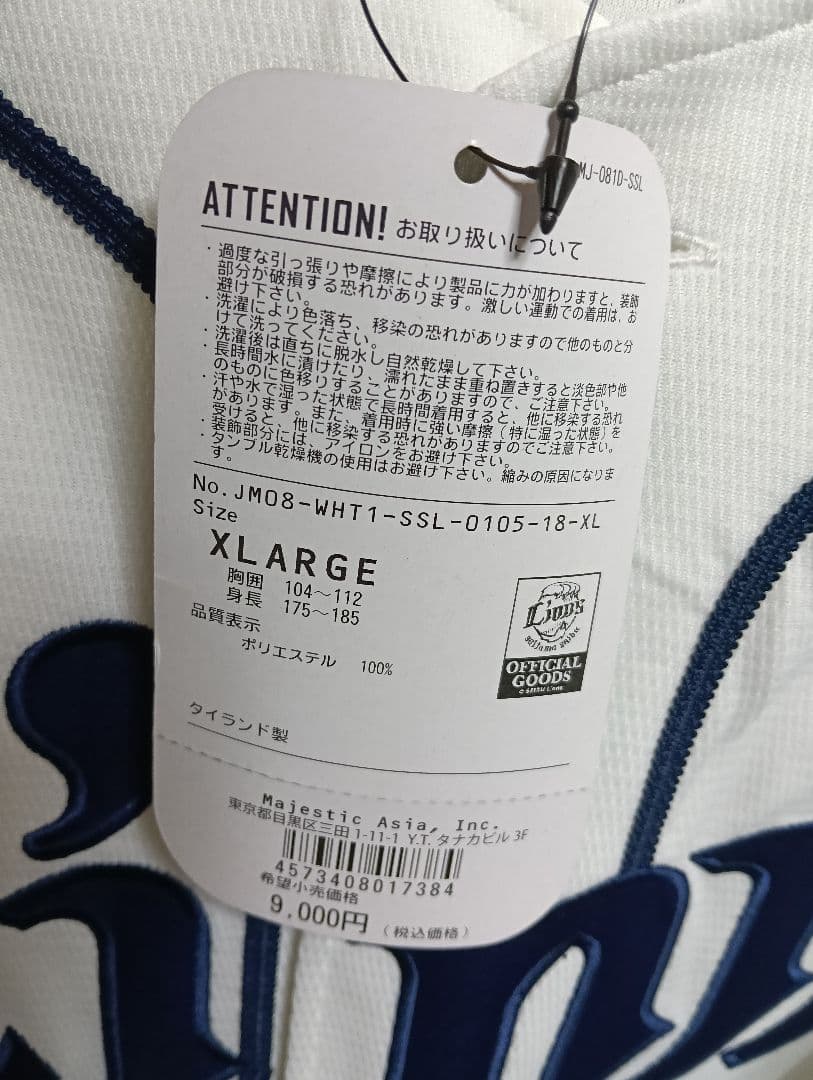 MJ-081D-SSL
ATTENTION! お取り扱いについて
・過度な引っ張りや摩擦により製品に力が加わりますと、装飾
部分が破損する恐れがあります。激しい運動での着用は、お
避け下さい。
・洗濯により色落ち、移染の恐れがありますので他のものと分
けて洗ってください。
・洗濯後は直ちに脱水し自然乾燥して下さい。
・長時間水に漬けたり、濡れたまま重ね置きすると淡色部や他
のものに色移りすることがありますので、ご注意下さい。
・汗や水で湿った状態で長時間着用すると、他に移染する恐れ
があります。また、着用時に強い摩擦（特に湿った状態）を
受けると、他に移染する恐れがありますのでご注意下さい。
・装飾部分には、アイロンをお避け下さい。
・タンブル乾燥機の使用はお避け下さい。縮みの原因になりま
す。
No.JM08-WHT1-SSL-0105-18-XL
Size
XLARGE
胸囲 104～112
身長 175～185
品質表示
ポリエステル 100%
Lions
saitama seibu
OFFICIAL
GOODS
© SEIBU Lions
タイランド製
Majestic Asia, Inc.
東京都目黒区三田 1-11-1 Y.T. タナカビル 3F
4573408017384
希望小売価格
9,000円 （税込価格）